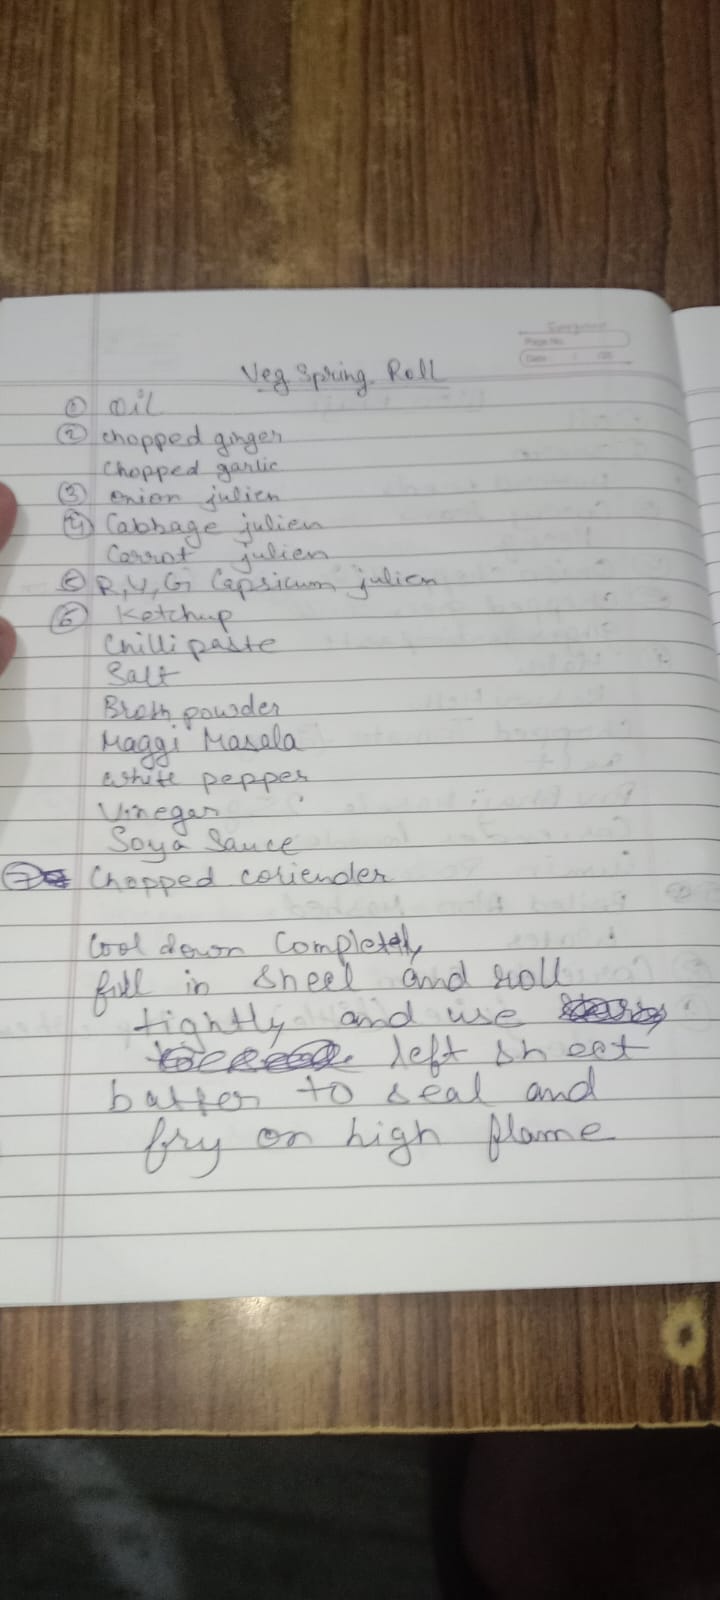 Page No.
Date : :
Veg Spring Roll
① Oil
② chopped ginger
Chopped garlic
③ onion julien
④ Cabbage julien
Carrot julien
⑤ R,Y,G Capsicum julien
⑥ Ketchup
Chilli paste
Salt
Broth powder
Maggi Masala
white pepper
Vinegar
Soya Sauce
⑦ Chopped coriender
Cool down completely
fill in sheel and roll
tightly and use
left sheet
batter to seal and
fry on high flame